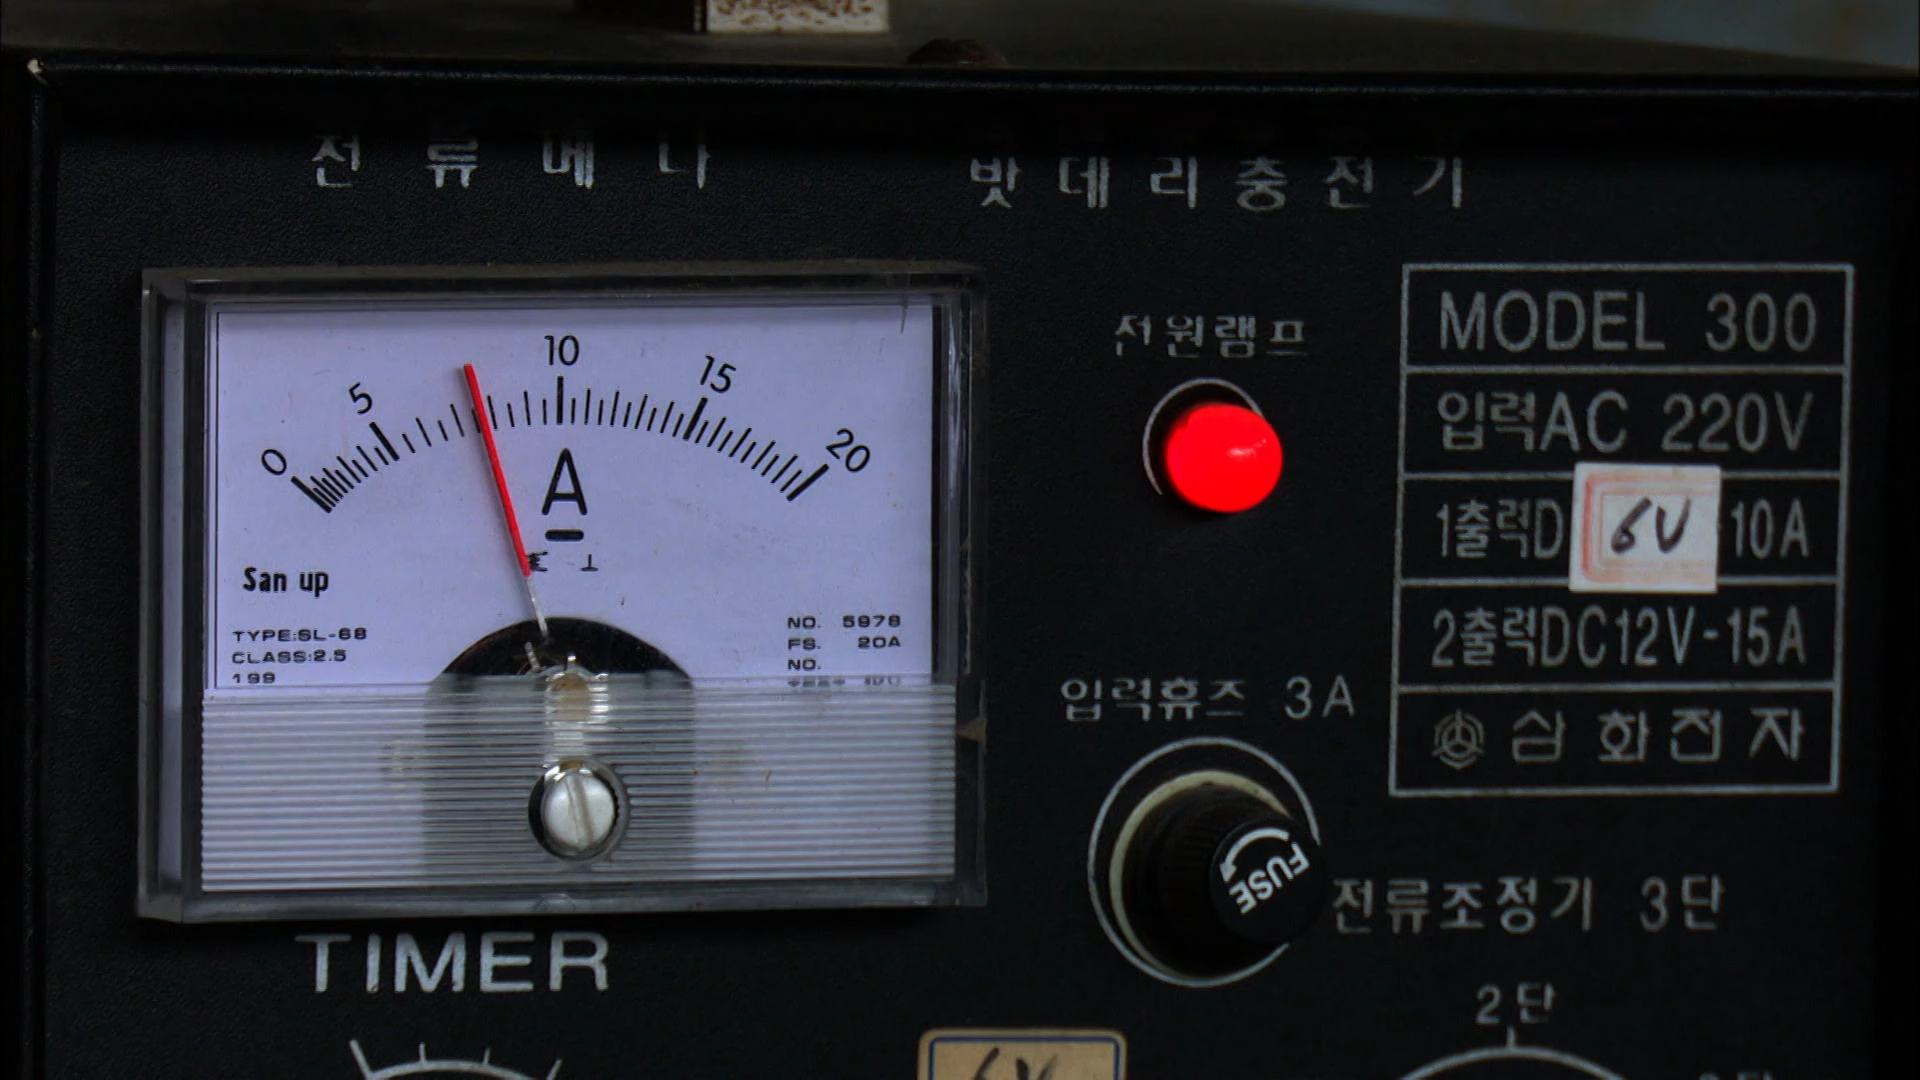 전류메타
밧데리충전기
0 5 10 15 20
A
San up
TYPE:SL-68
CLASS:2.5
199
NO. 5978
FS. 20A
NO.
전원램프
MODEL 300
입력AC 220V
1출력D 6V 10A
2출력DC12V-15A
삼화전자
입력휴즈 3A
FUSE
전류조정기 3단
TIMER
2단
6V